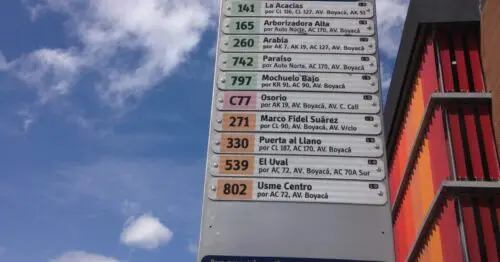 141 La Acacias
por CL 116, CL 127, AV. Boyacá, AK 51
165 Arborizadora Alta
por Auto Norte, AC 170, AV. Boyacá
260 Arabia
por AK 7, AK 19, AC 127, AV. Boyacá
742 Paraíso
por Auto Norte, AC 170, AV. Boyacá
797 Mochuelo Bajo
por KR 91, AC 90, AV. Boyacá
C77 Osorio
por AK 19, AV. Boyacá, AV. C. Cali
271 Marco Fidel Suárez
por CL 90, AV. Boyacá, AV. V/cio
330 Puerta al Llano
por CL 187, AC 170, AV. Boyacá
539 El Uval
por AC 72, AV. Boyacá, AC 70A Sur
802 Usme Centro
por AC 72, AV. Boyacá